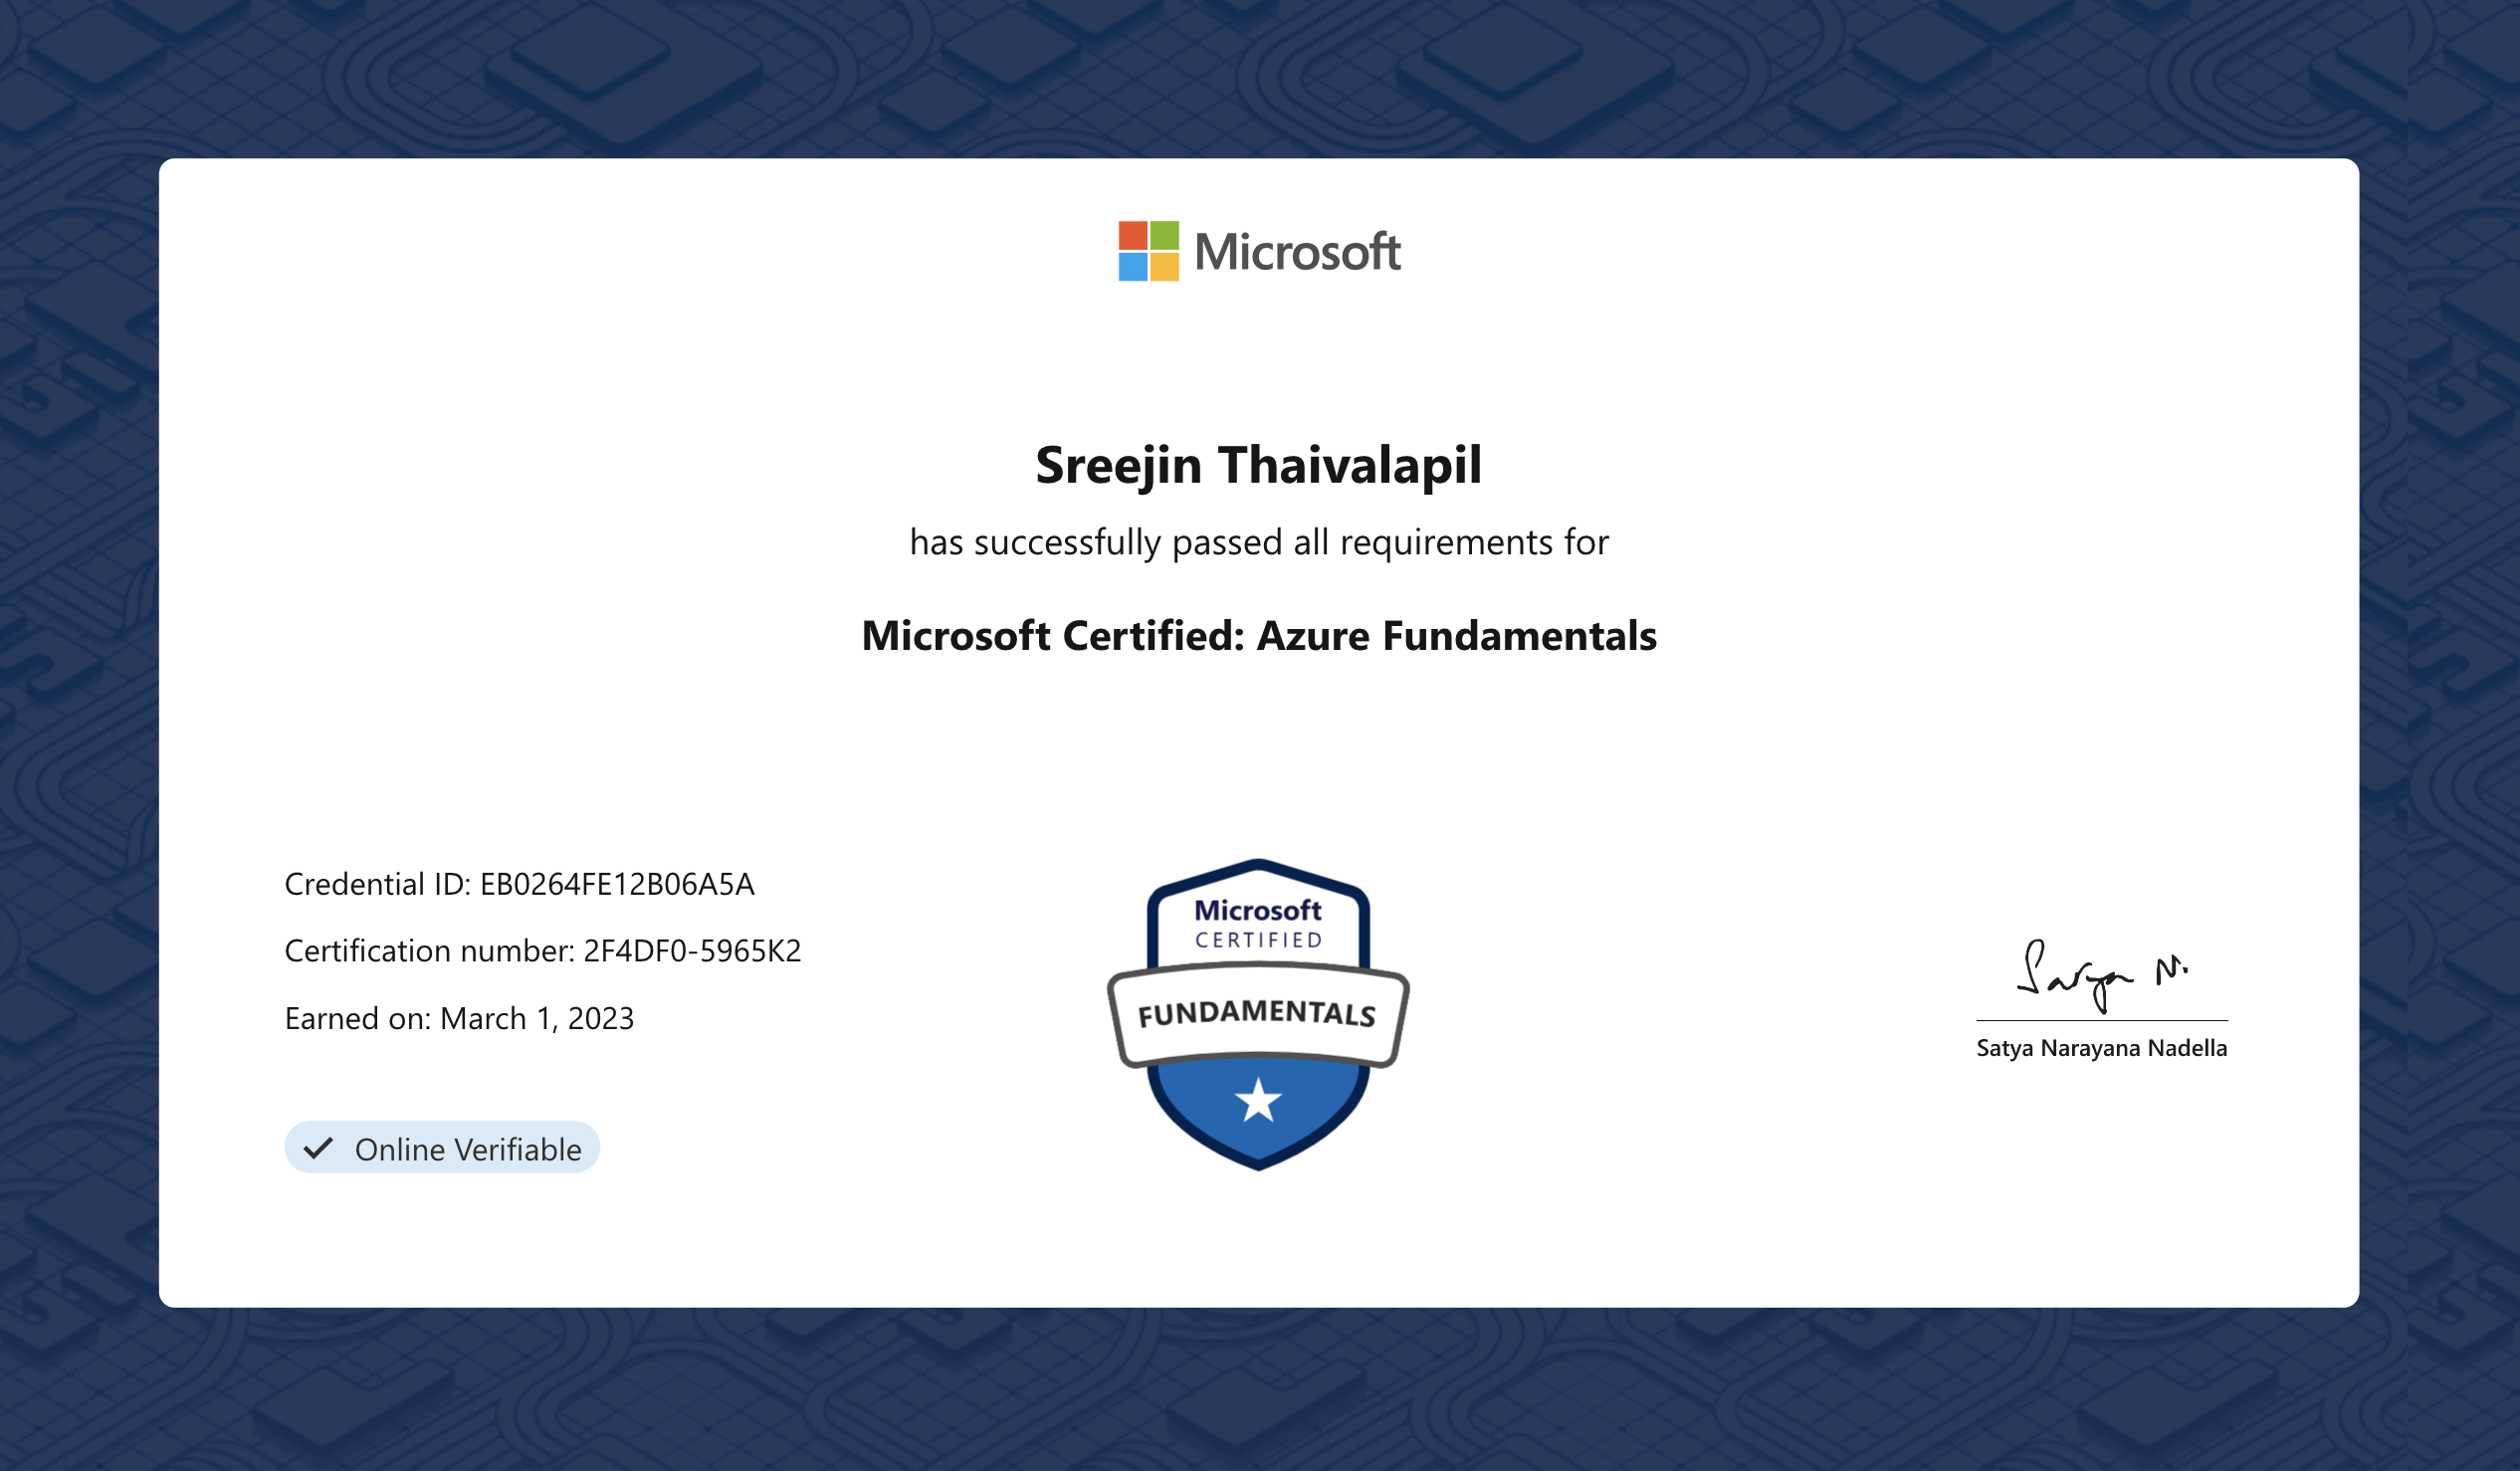 Microsoft
Sreejin Thaivalapil
has successfully passed all requirements for
Microsoft Certified: Azure Fundamentals
Credential ID: EB0264FE12B06A5A
Certification number: 2F4DF0-5965K2
Earned on: March 1, 2023
Online Verifiable
Microsoft
CERTIFIED
FUNDAMENTALS
Satya N.
Satya Narayana Nadella